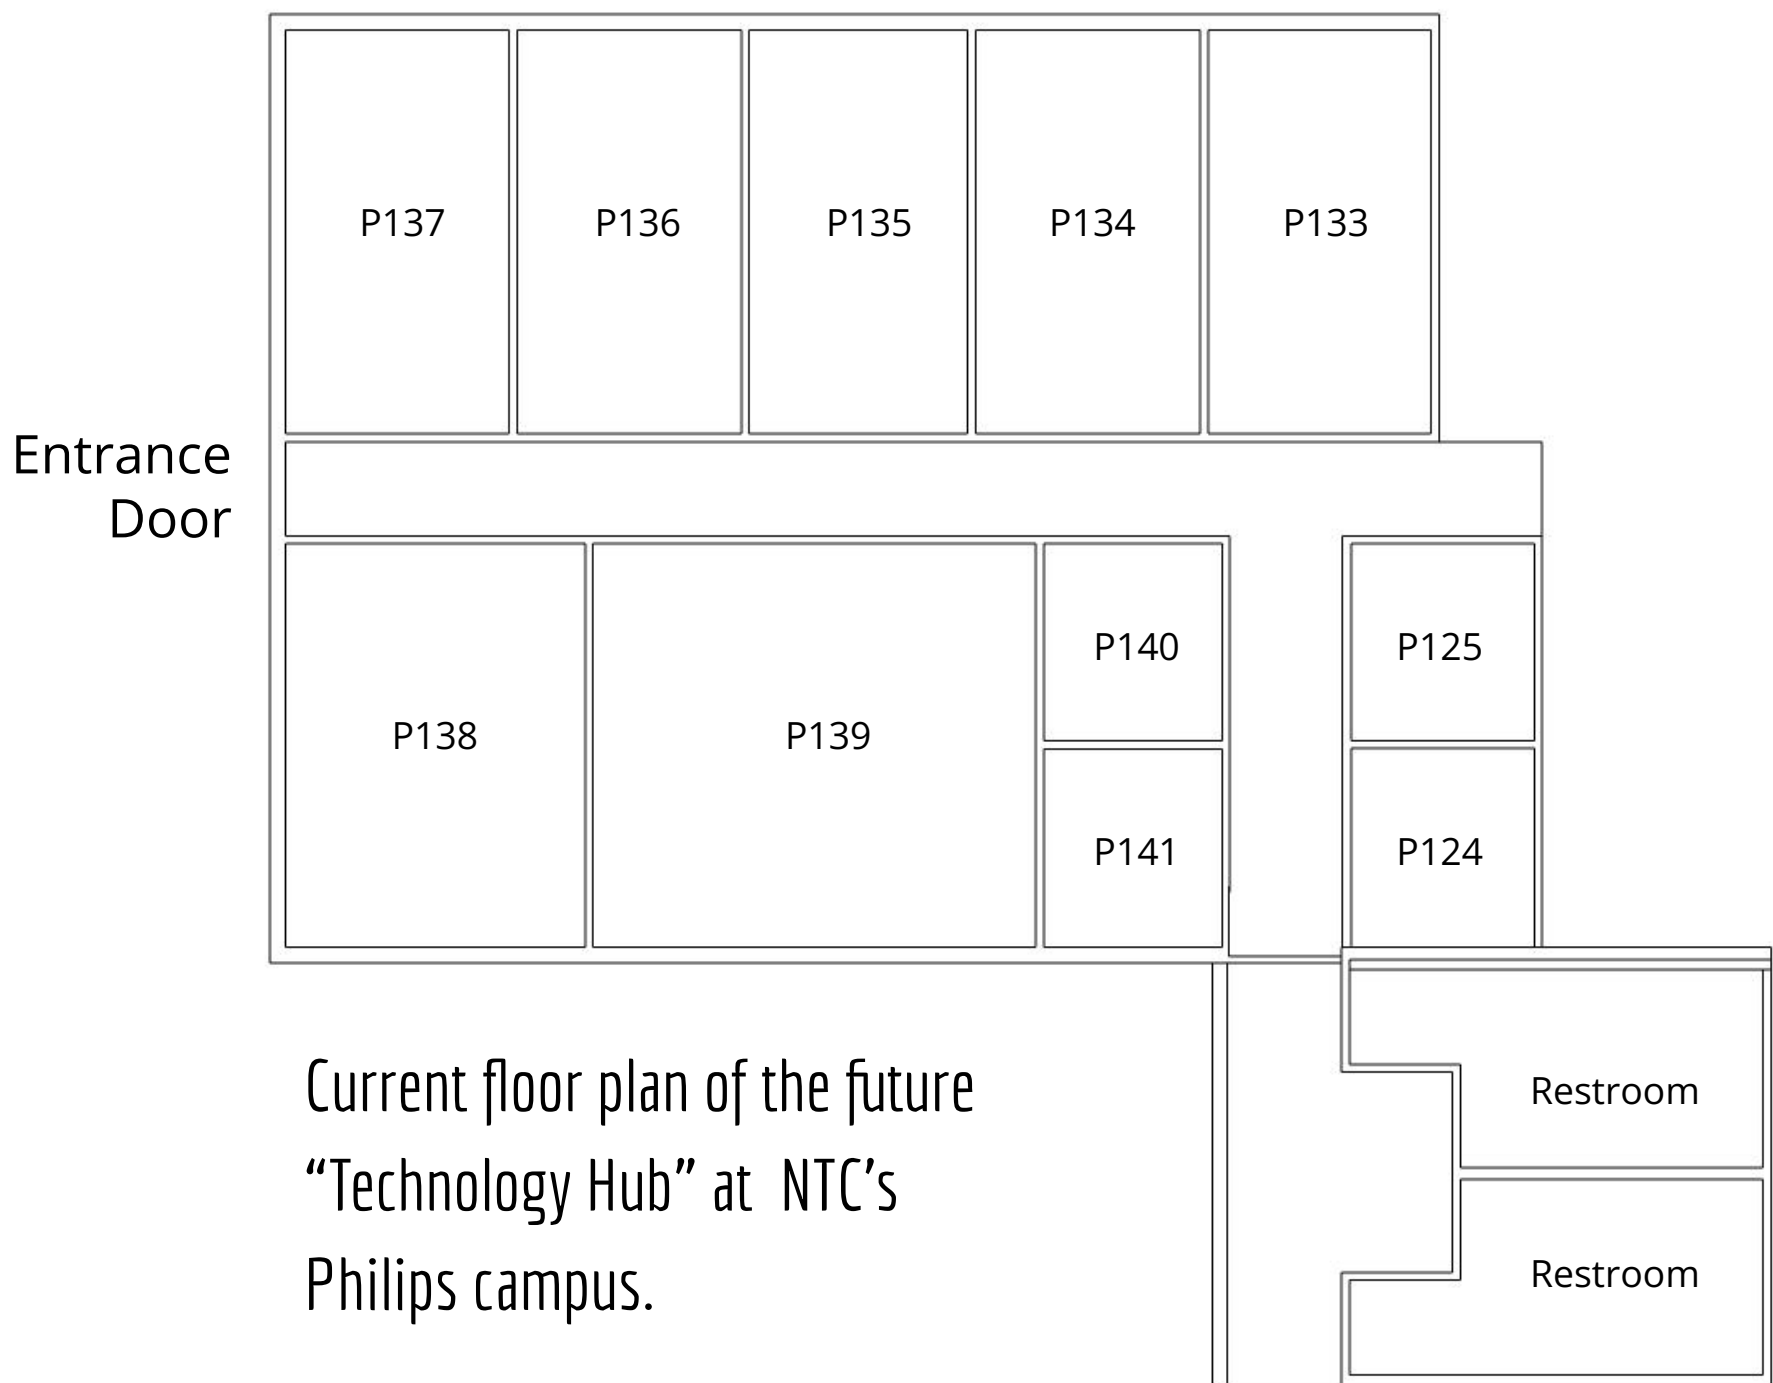 P137 P136 P135 P134 P133
Entrance
Door
P140 P125
P138 P139
P141 P124
Current floor plan of the future
“Technology Hub” at NTC’s
Philips campus.
Restroom
Restroom